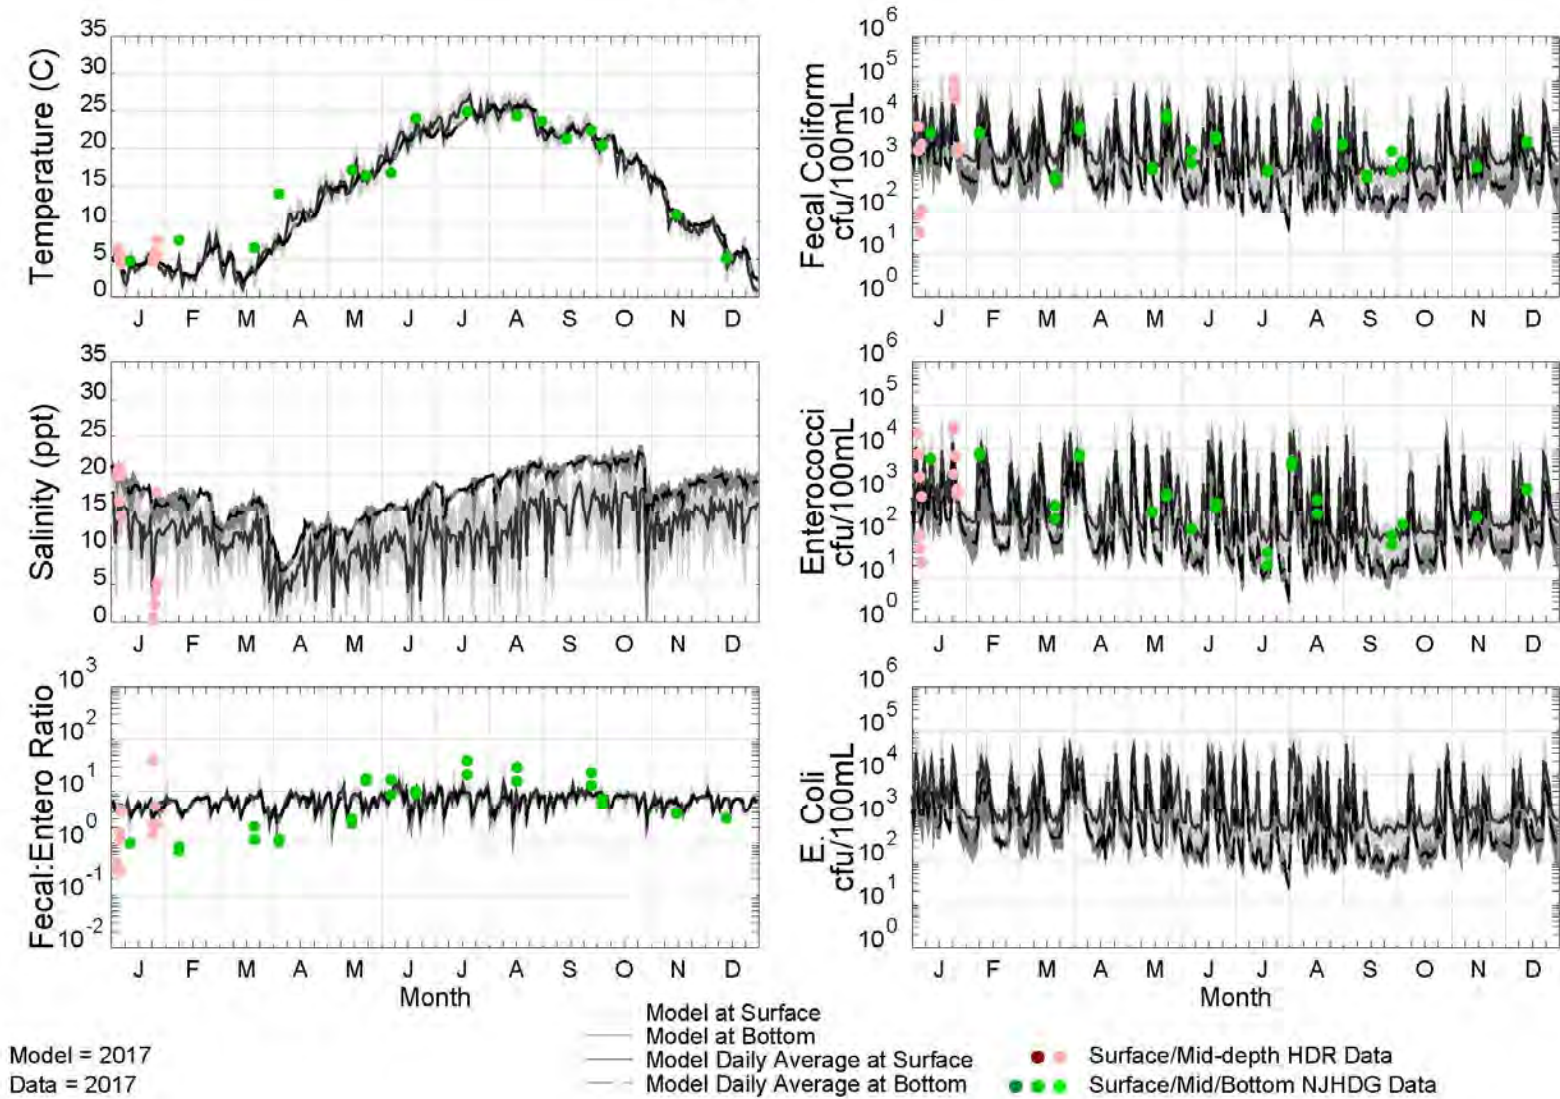 Temperature (C)
35
30
25
20
15
10
5
0
J F M A M J J A S O N D
Fecal Coliform
cfu/100mL
10^6
10^5
10^4
10^3
10^2
10^1
10^0
J F M A M J J A S O N D
Salinity (ppt)
35
30
25
20
15
10
5
0
J F M A M J J A S O N D
Enterococci
cfu/100mL
10^6
10^5
10^4
10^3
10^2
10^1
10^0
J F M A M J J A S O N D
Fecal:Entero Ratio
10^3
10^2
10^1
10^0
10^-1
10^-2
J F M A M J J A S O N D
Month
E. Coli
cfu/100mL
10^6
10^5
10^4
10^3
10^2
10^1
10^0
J F M A M J J A S O N D
Month
Model = 2017
Data = 2017
Model at Surface
Model at Bottom
Model Daily Average at Surface
Model Daily Average at Bottom
Surface/Mid-depth HDR Data
Surface/Mid/Bottom NJHDG Data